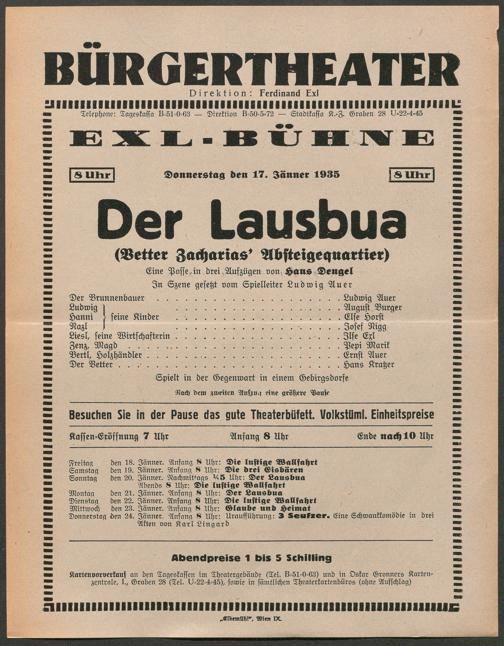 BÜRGERTHEATER
Direktion: Ferdinand Exl
Telephone: Tageskassa B-51-0-63 — Direktion B-50-5-72 — Stadtkassa K.-J. Graben 28 U-22-4-45
EXL-BÜHNE
8 Uhr Donnerstag den 17. Jänner 1935 8 Uhr
Der Lausbua
(Vetter Zacharias' Absteigequartier)
Eine Posse in drei Aufzügen von Hans Dengel
In Szene gesetzt vom Spielleiter Ludwig Auer
Der Brunnenbauer . . . . . . . . . . Ludwig Auer
Ludwig . . . . . . . . . . August Burger
Hanni } seine Kinder . . . . . . . . . . Else Horst
Nazl . . . . . . . . . . Josef Rigg
Liesl, seine Wirtschafterin . . . . . . . . . . Ilse Exl
Zenz, Magd . . . . . . . . . . Pepi Marik
Bertl, Holzhändler . . . . . . . . . . Ernst Auer
Der Vetter . . . . . . . . . . Hans Kratzer
Spielt in der Gegenwart in einem Gebirgsdorfe
Nach dem zweiten Aufzug eine größere Pause
Besuchen Sie in der Pause das gute Theaterbüfett. Volkstüml. Einheitspreise
Kassen-Eröffnung 7 Uhr Anfang 8 Uhr Ende nach 10 Uhr
Freitag den 18. Jänner. Anfang 8 Uhr: Die lustige Wallfahrt
Samstag den 19. Jänner. Anfang 8 Uhr: Die drei Eisbären
Sonntag den 20. Jänner. Nachmittags ½5 Uhr: Der Lausbua
Abends 8 Uhr: Die lustige Wallfahrt
Montag den 21. Jänner. Anfang 8 Uhr: Der Lausbua
Dienstag den 22. Jänner. Anfang 8 Uhr: Die lustige Wallfahrt
Mittwoch den 23. Jänner. Anfang 8 Uhr: Glaube und Heimat
Donnerstag den 24. Jänner. Anfang 8 Uhr: Uraufführung: 3 Seufzer. Eine Schwankomödie in drei
Akten von Karl Lingard
Abendpreise 1 bis 5 Schilling
Kartenvorverkauf an den Tageskassen im Theatergebäude (Tel. B-51-0-63) und in Oskar Gronners Karten-
zentrale, I., Graben 28 (Tel. U-22-4-45), sowie in sämtlichen Theaterkartenbüros (ohne Aufschlag)
„Elbemühl", Wien IX.